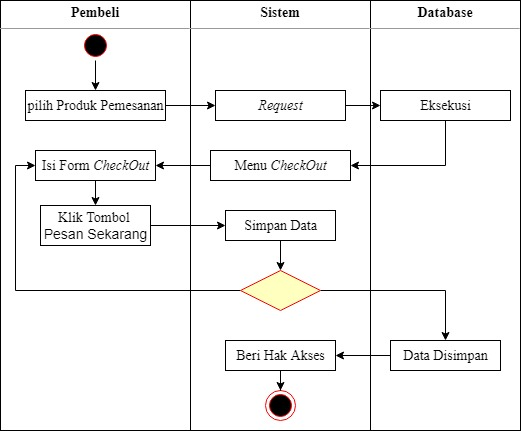 Pembeli
Sistem
Database
pilih Produk Pemesanan
Request
Eksekusi
Isi Form CheckOut
Menu CheckOut
Klik Tombol
Pesan Sekarang
Simpan Data
Beri Hak Akses
Data Disimpan